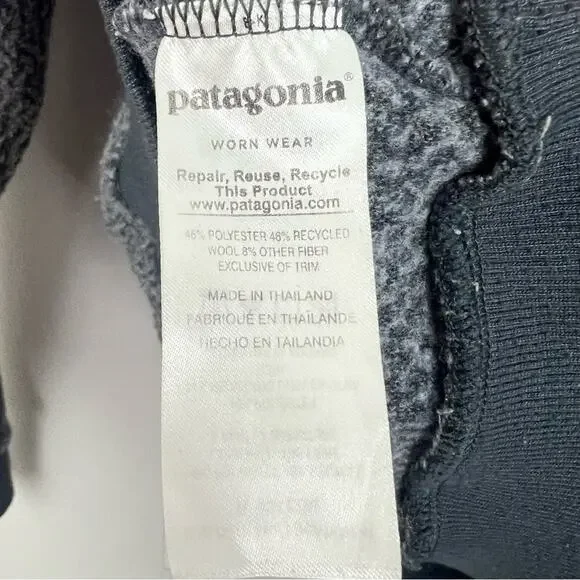 patagonia®
WORN WEAR
Repair, Reuse, Recycle
This Product
www.patagonia.com
46% POLYESTER 46% RECYCLED
WOOL 8% OTHER FIBER
EXCLUSIVE OF TRIM
MADE IN THAILAND
FABRIQUÉ EN THAÏLANDE
HECHO EN TAILANDIA